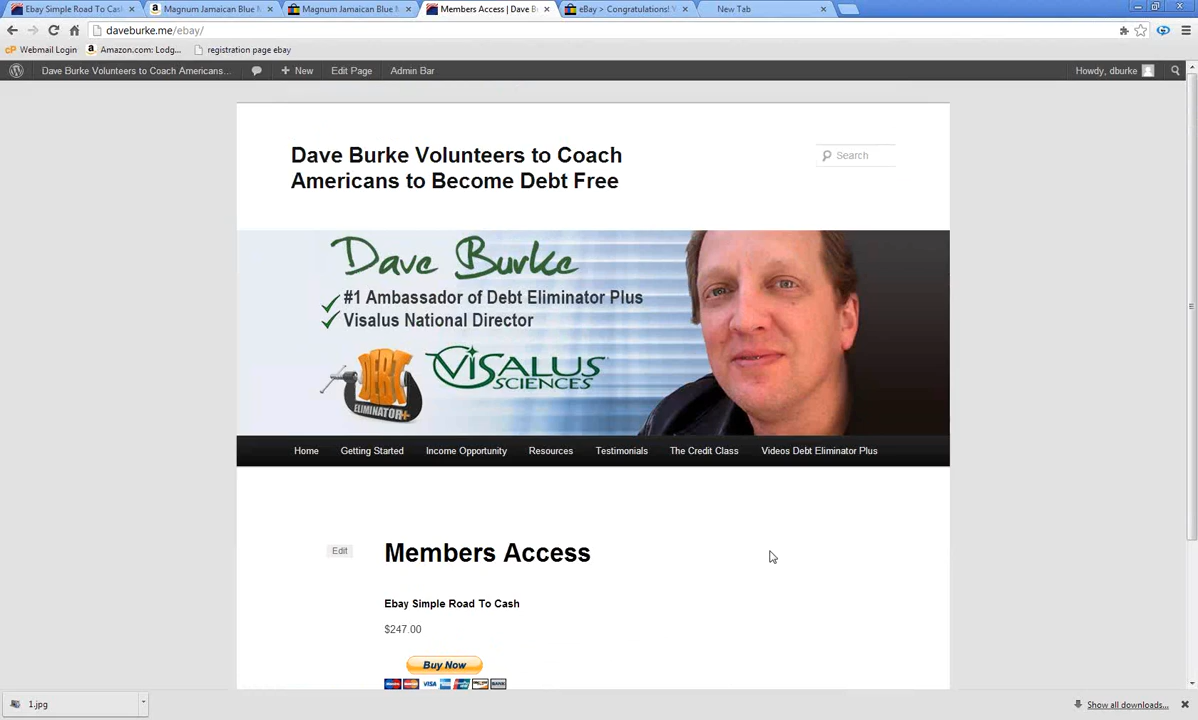 Ebay Simple Road To Cash
Magnum Jamaican Blue M
Magnum Jamaican Blue M
Members Access | Dave B
eBay > Congratulations! Y
New Tab
daveburke.me/ebay/
Webmail Login
Amazon.com: Lodg...
registration page ebay
Dave Burke Volunteers to Coach Americans...
New
Edit Page
Admin Bar
Howdy, dburke
Dave Burke Volunteers to Coach
Americans to Become Debt Free
Search
Dave Burke
#1 Ambassador of Debt Eliminator Plus
Visalus National Director
DEBT
ELIMINATOR+
ViSALUS
SCIENCES
Home
Getting Started
Income Opportunity
Resources
Testimonials
The Credit Class
Videos Debt Eliminator Plus
Edit
Members Access
Ebay Simple Road To Cash
$247.00
Buy Now
VISA
BANK
1.jpg
Show all downloads...